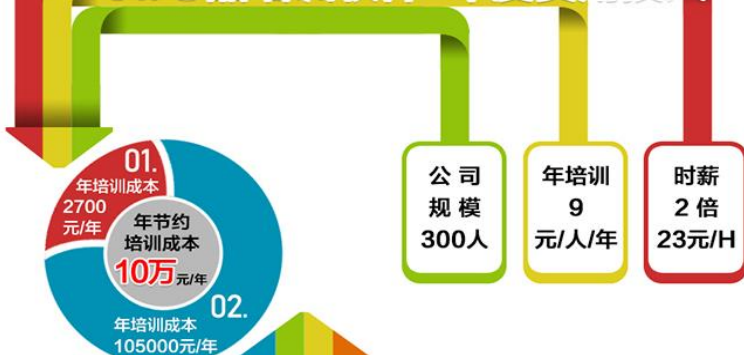 公司
规模
300人
年培训
9
元/人/年
时薪
2倍
23元/H
01.
年培训成本
2700
元/年
年节约
培训成本
10万元/年
02.
年培训成本
105000元/年